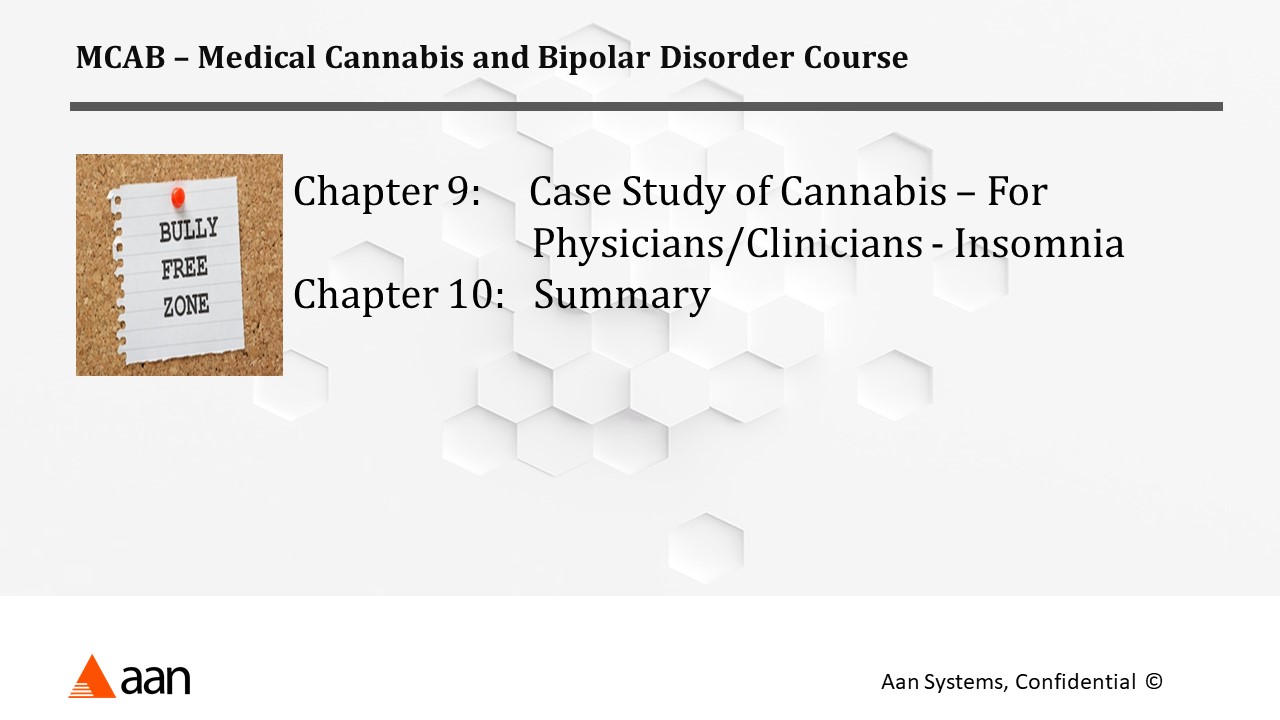 MCAB – Medical Cannabis and Bipolar Disorder Course
BULLY
FREE
ZONE
Chapter 9: Case Study of Cannabis – For
Physicians/Clinicians - Insomnia
Chapter 10: Summary
aan
Aan Systems, Confidential ©